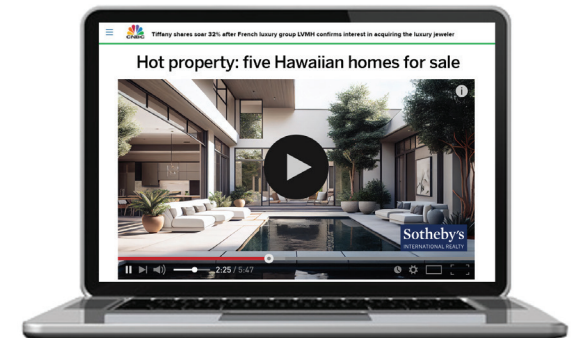 CNBC
Tiffany shares soar 32% after French luxury group LVMH confirms interest in acquiring the luxury jeweler
Hot property: five Hawaiian homes for sale
i
Sotheby's
INTERNATIONAL REALTY
2:25 / 5:47